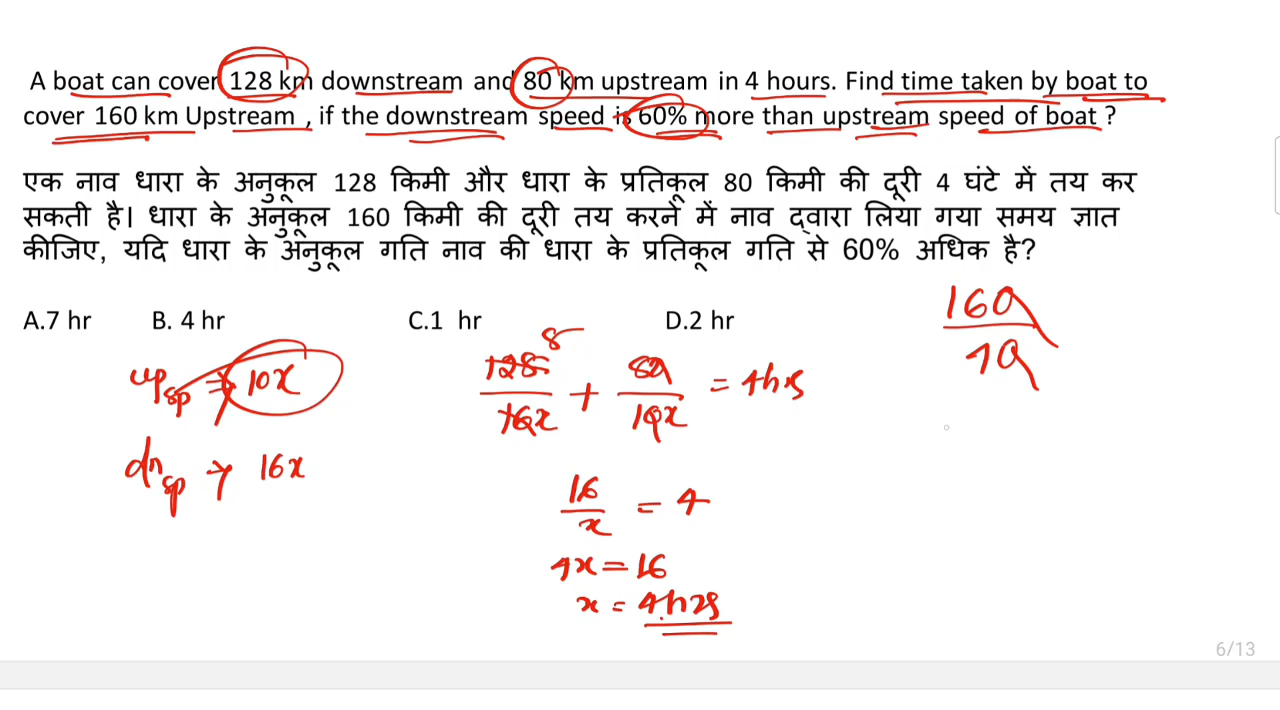 A boat can cover 128 km downstream and 80 km upstream in 4 hours. Find time taken by boat to
cover 160 km Upstream , if the downstream speed is 60% more than upstream speed of boat ?
एक नाव धारा के अनुकूल 128 किमी और धारा के प्रतिकूल 80 किमी की दूरी 4 घंटे में तय कर
सकती है। धारा के अनुकूल 160 किमी की दूरी तय करने में नाव द्वारा लिया गया समय ज्ञात
कीजिए, यदि धारा के अनुकूल गति नाव की धारा के प्रतिकूल गति से 60% अधिक है?
A.7 hr B. 4 hr C.1 hr D.2 hr
160
40
8
128 80
16x + 10x = 4hrs
up sp → 10x
dn sp → 16x
16
x = 4
4x = 16
x = 4hrs
6/13